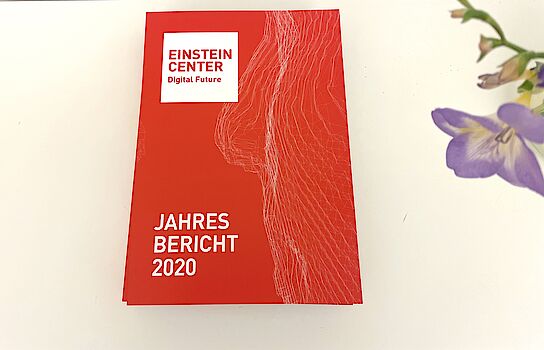 EINSTEIN
CENTER
Digital Future
JAHRES
BERICHT
2020